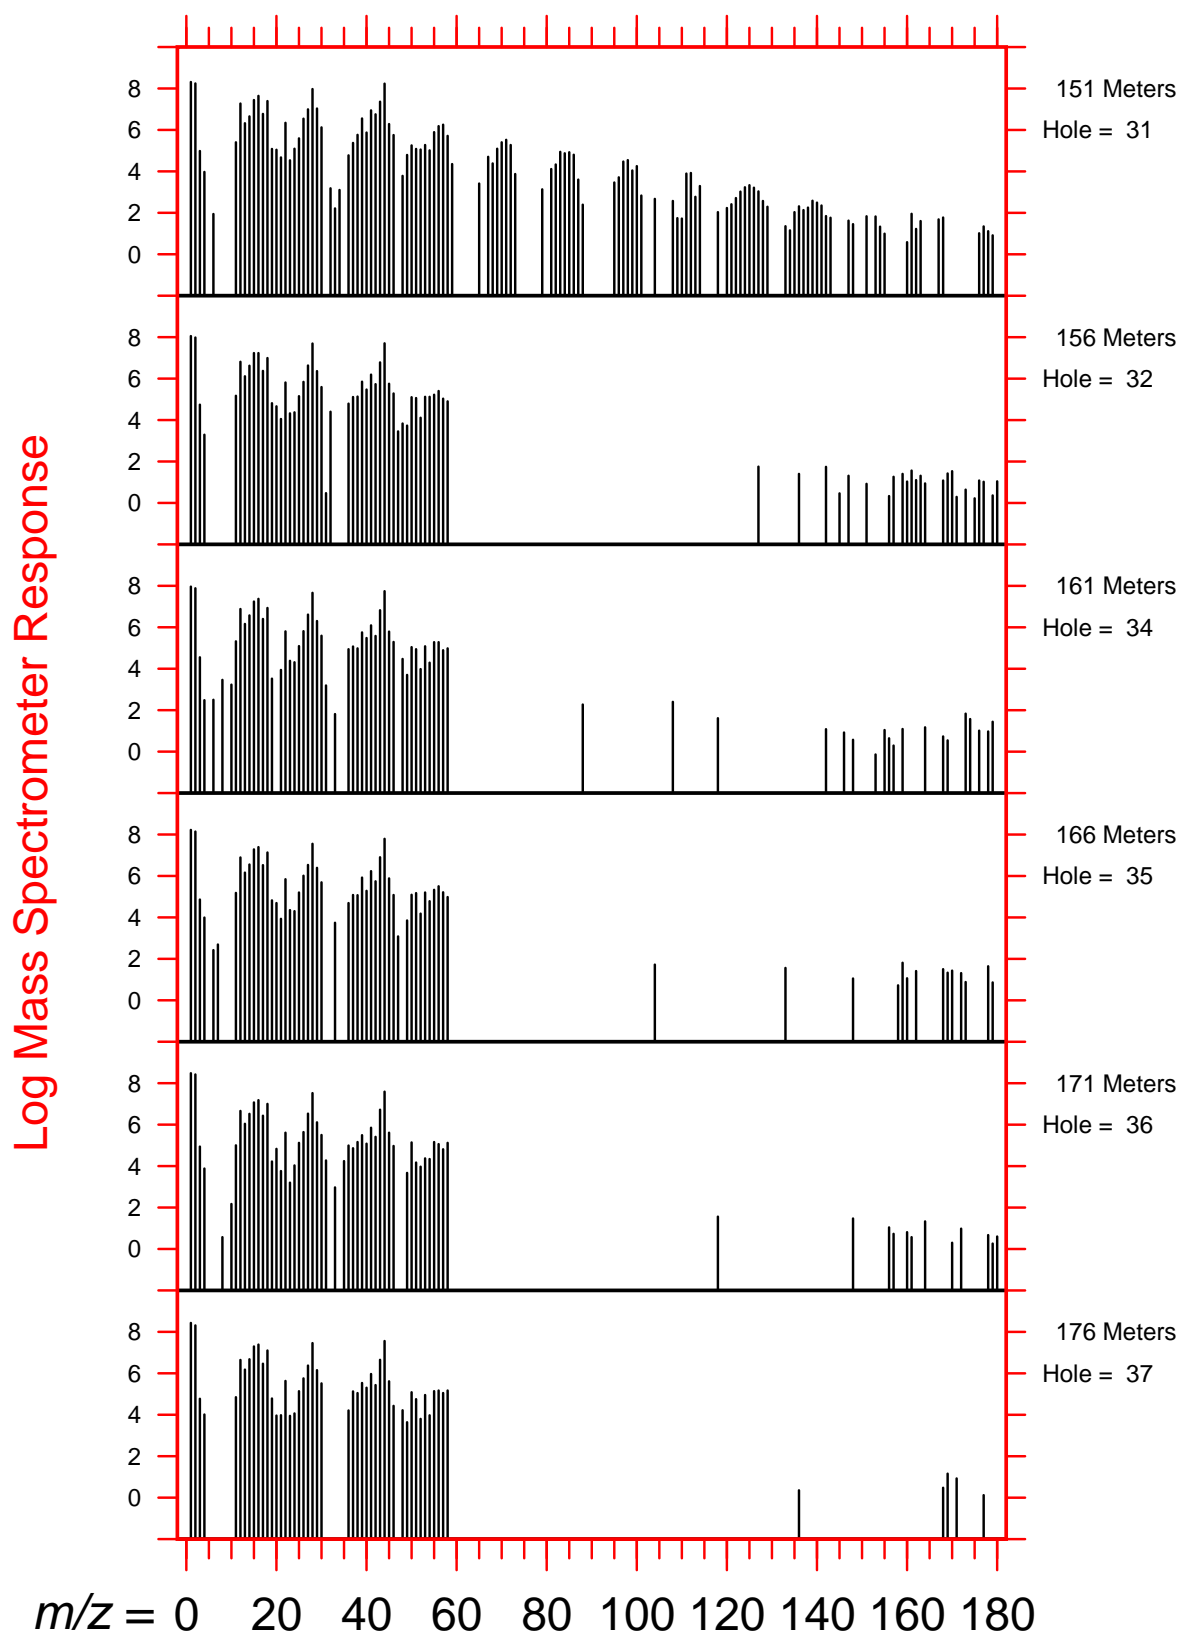 Log Mass Spectrometer Response
8
6
4
2
0
151 Meters
Hole = 31
8
6
4
2
0
156 Meters
Hole = 32
8
6
4
2
0
161 Meters
Hole = 34
8
6
4
2
0
166 Meters
Hole = 35
8
6
4
2
0
171 Meters
Hole = 36
8
6
4
2
0
176 Meters
Hole = 37
m/z = 0 20 40 60 80 100 120 140 160 180